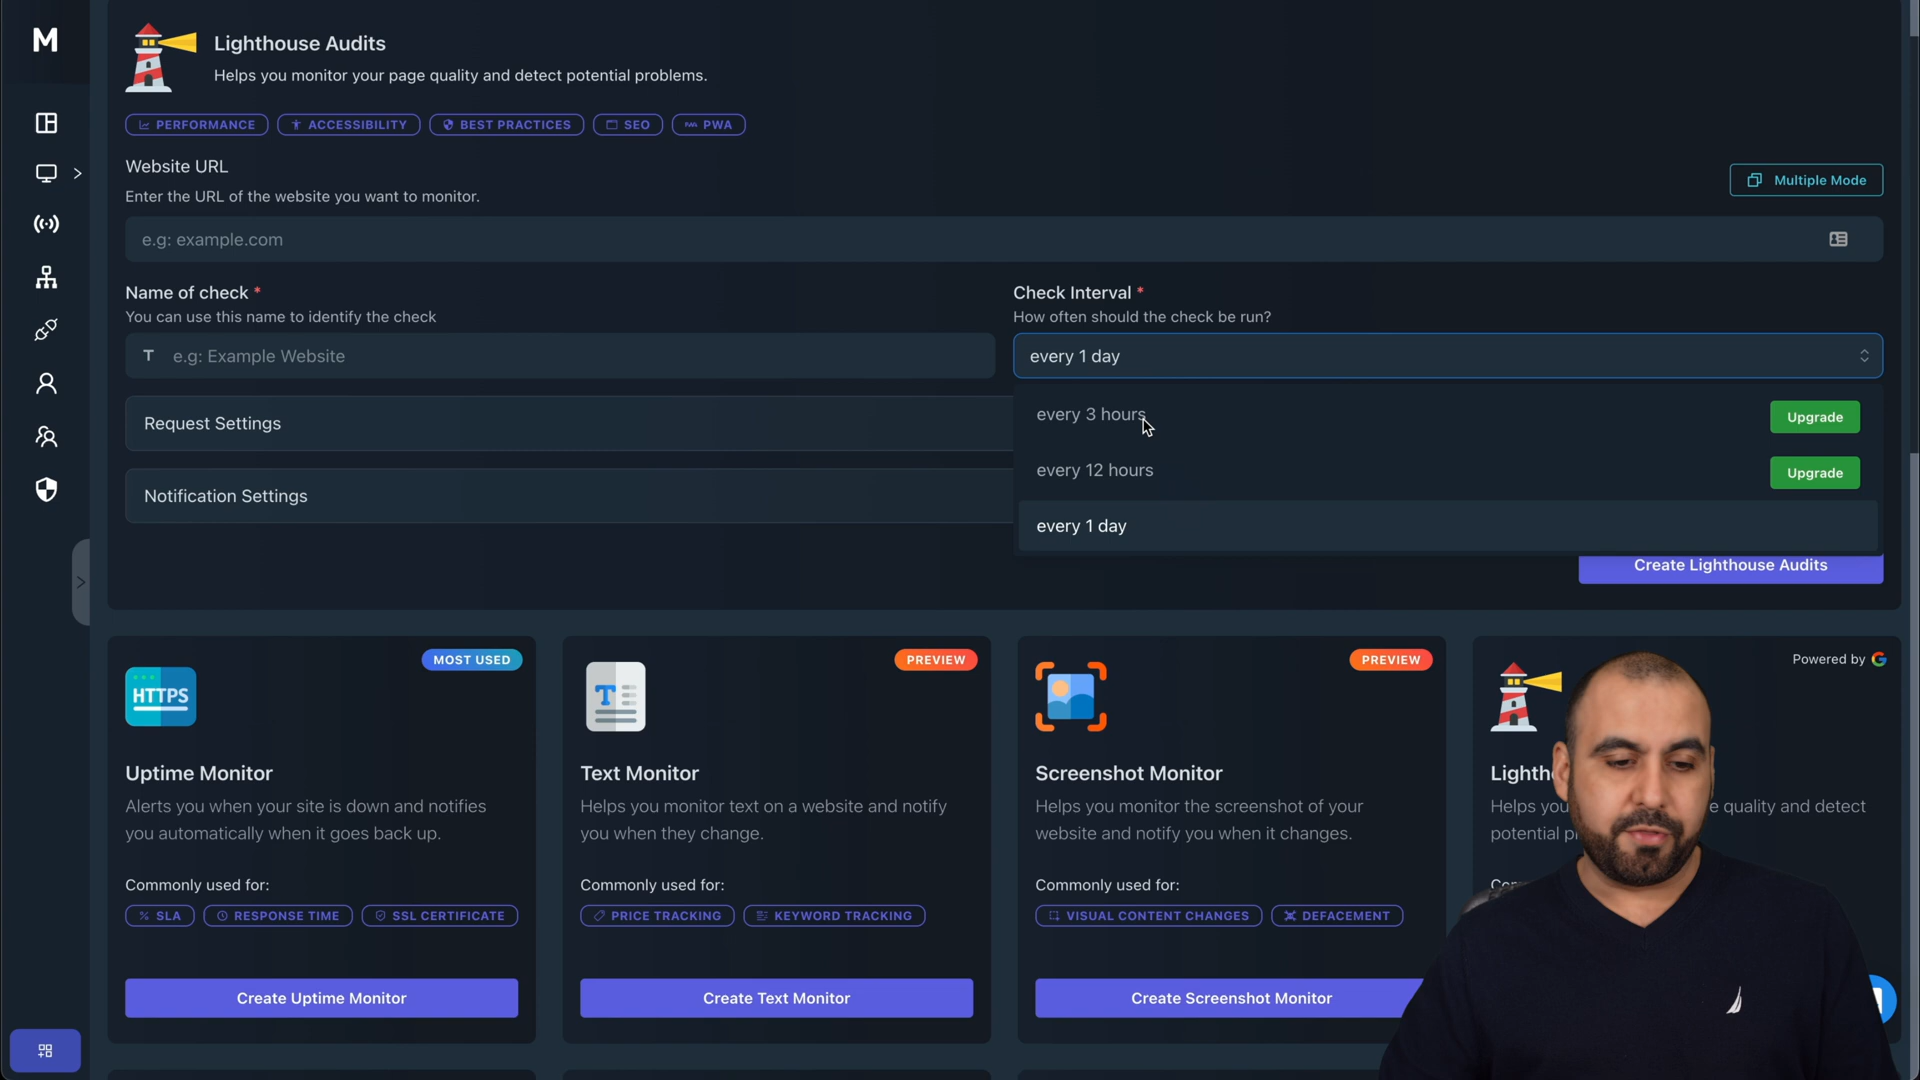 M
Lighthouse Audits
Helps you monitor your page quality and detect potential problems.
PERFORMANCE
ACCESSIBILITY
BEST PRACTICES
SEO
PWA
Website URL
Enter the URL of the website you want to monitor.
Multiple Mode
e.g: example.com
Name of check *
You can use this name to identify the check
T e.g: Example Website
Check Interval *
How often should the check be run?
every 1 day
every 3 hours
Upgrade
every 12 hours
Upgrade
every 1 day
Request Settings
Notification Settings
Create Lighthouse Audits
MOST USED
HTTPS
Uptime Monitor
Alerts you when your site is down and notifies
you automatically when it goes back up.
Commonly used for:
SLA
RESPONSE TIME
SSL CERTIFICATE
Create Uptime Monitor
PREVIEW
T
Text Monitor
Helps you monitor text on a website and notify
you when they change.
Commonly used for:
PRICE TRACKING
KEYWORD TRACKING
Create Text Monitor
PREVIEW
Screenshot Monitor
Helps you monitor the screenshot of your
website and notify you when it changes.
Commonly used for:
VISUAL CONTENT CHANGES
DEFACEMENT
Create Screenshot Monitor
Powered by G
Lighth
Helps you e quality and detect
potential p